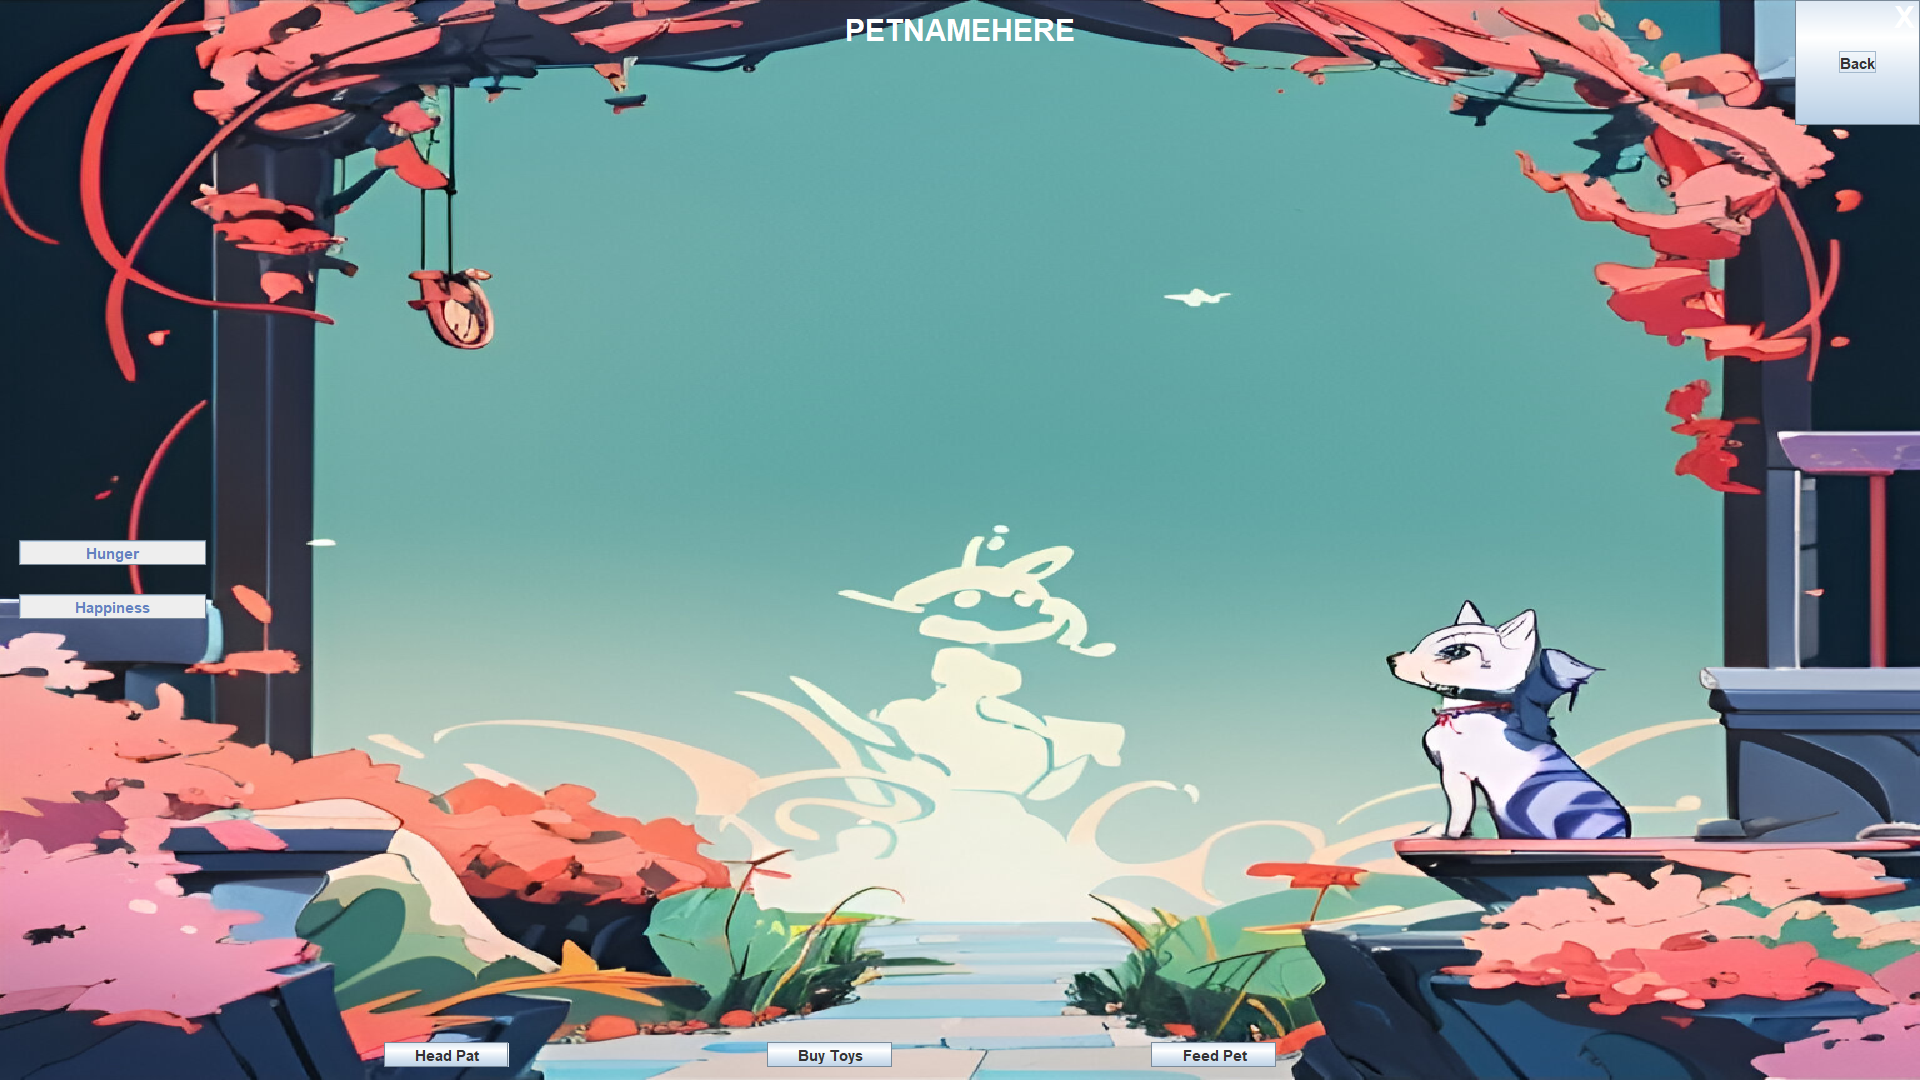 PETNAMEHERE
X
Back
Hunger
Happiness
Head Pat
Buy Toys
Feed Pet